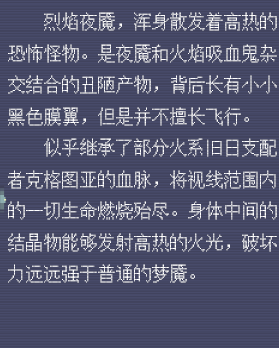 烈焰夜魇，浑身散发着高热的
恐怖怪物。是夜魇和火焰吸血鬼杂
交结合的丑陋产物，背后长有小小
黑色膜翼，但是并不擅长飞行。
似乎继承了部分火系旧日支配
者克格图亚的血脉，将视线范围内
的一切生命燃烧殆尽。身体中间的
结晶物能够发射高热的火光，破坏
力远远强于普通的梦魇。